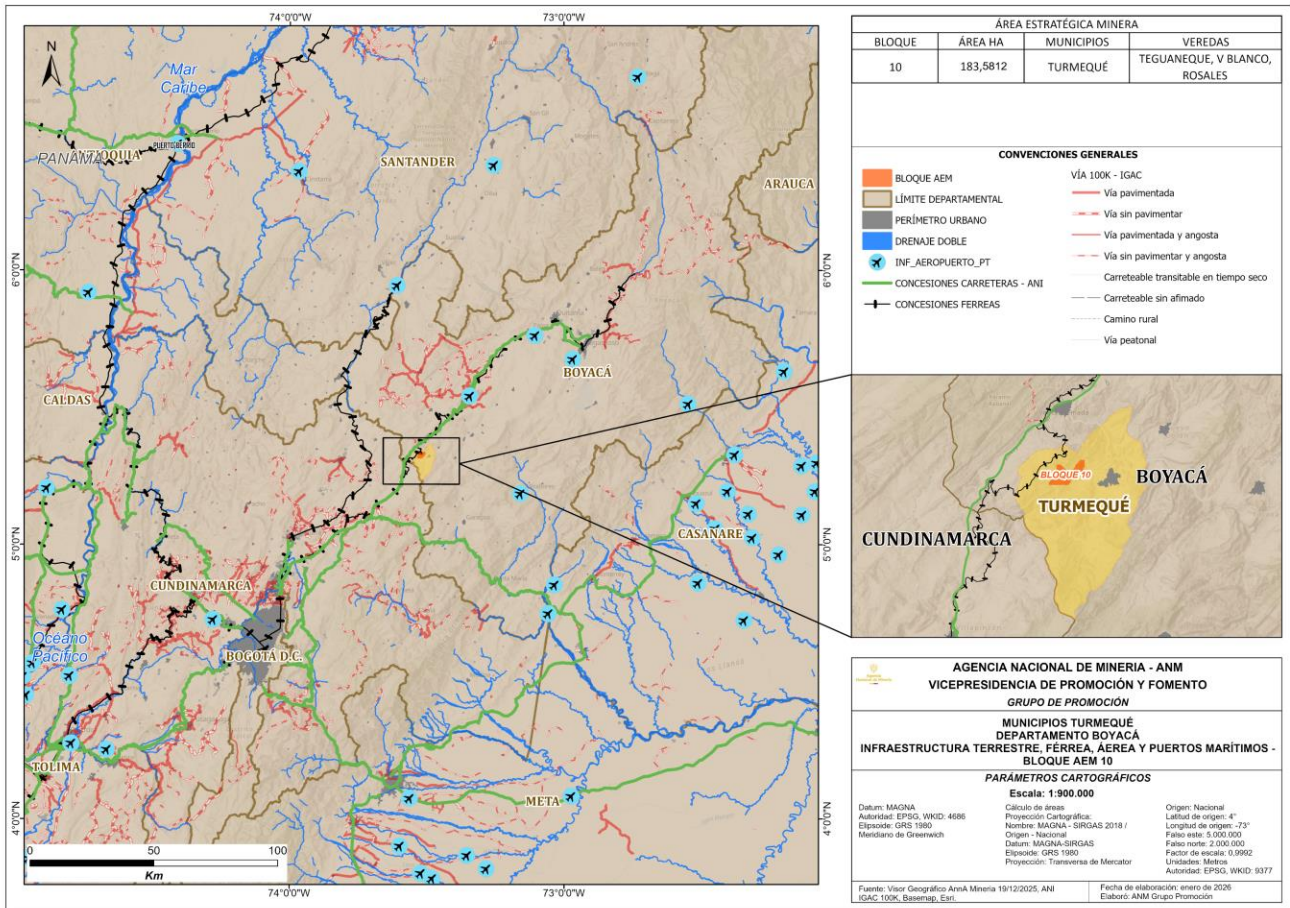 74°0'0"W
73°0'0"W
N
Mar
Caribe
PUERTO BERRIO
ANTIOQUIA
PANAMÁ
SANTANDER
ARAUCA
6°0'0"N
6°0'0"N
BOYACÁ
CALDAS
5°0'0"N
5°0'0"N
CASANARE
CUNDINAMARCA
Océano
Pacífico
BOGOTÁ D.C.
TOLIMA
META
4°0'0"N
4°0'0"N
0
50
100
Km
74°0'0"W
73°0'0"W
ÁREA ESTRATÉGICA MINERA
BLOQUE ÁREA HA MUNICIPIOS VEREDAS
10 183,5812 TURMEQUÉ TEGUANEQUE, V BLANCO,
ROSALES
CONVENCIONES GENERALES
BLOQUE AEM
LÍMITE DEPARTAMENTAL
PERÍMETRO URBANO
DRENAJE DOBLE
INF_AEROPUERTO_PT
CONCESIONES CARRETERAS - ANI
CONCESIONES FERREAS
VÍA 100K - IGAC
Vía pavimentada
Vía sin pavimentar
Vía pavimentada y angosta
Vía sin pavimentar y angosta
Carreteable transitable en tiempo seco
Carreteable sin afimado
Camino rural
Vía peatonal
BLOQUE 10
BOYACÁ
TURMEQUÉ
CUNDINAMARCA
AGENCIA NACIONAL DE MINERIA - ANM
VICEPRESIDENCIA DE PROMOCIÓN Y FOMENTO
GRUPO DE PROMOCIÓN
MUNICIPIOS TURMEQUÉ
DEPARTAMENTO BOYACÁ
INFRAESTRUCTURA TERRESTRE, FÉRREA, ÁEREA Y PUERTOS MARÍTIMOS -
BLOQUE AEM 10
PARÁMETROS CARTOGRÁFICOS
Escala: 1:900.000
Datum: MAGNA
Autoridad: EPSG, WKID: 4686
Elipsoide: GRS 1980
Meridiano de Greenwich
Cálculo de áreas
Proyección Cartográfica:
Nombre: MAGNA - SIRGAS 2018 /
Origen - Nacional
Datum: MAGNA-SIRGAS
Elipsoide: GRS 1980
Proyección: Transversa de Mercator
Origen: Nacional
Latitud de origen: 4°
Longitud de origen: -73°
Falso este: 5.000.000
Falso norte: 2.000.000
Factor de escala: 0,9992
Unidades: Metros
Autoridad: EPSG, WKID: 9377
Fuente: Visor Geográfico AnnA Mineria 19/12/2025, ANI
IGAC 100K, Basemap, Esri.
Fecha de elaboración: enero de 2026
Elaboró: ANM Grupo Promoción